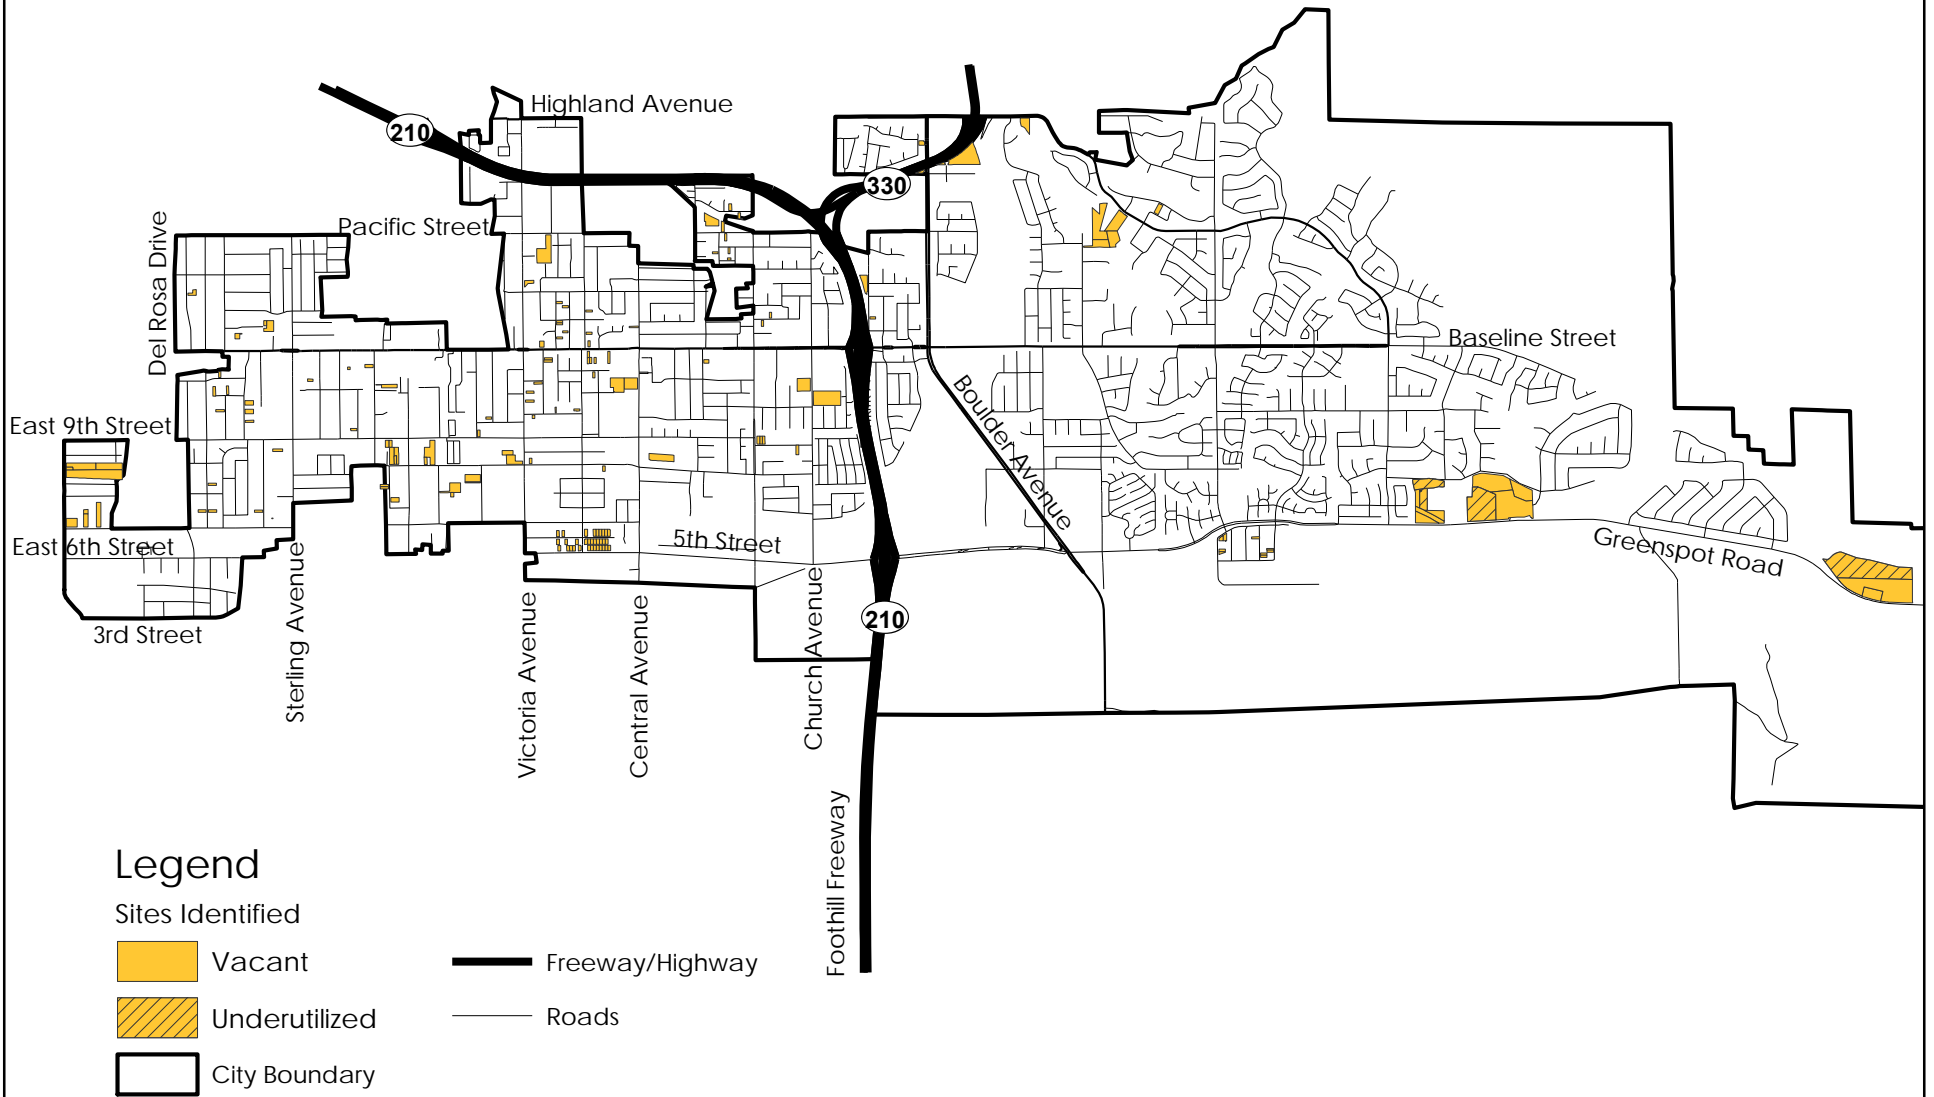 Highland Avenue
210
330
Pacific Street
Del Rosa Drive
Baseline Street
Boulder Avenue
East 9th Street
East 6th Street
5th Street
Greenspot Road
3rd Street
Sterling Avenue
Victoria Avenue
Central Avenue
Church Avenue
210
Foothill Freeway
Legend
Sites Identified
Vacant
Freeway/Highway
Underutilized
Roads
City Boundary